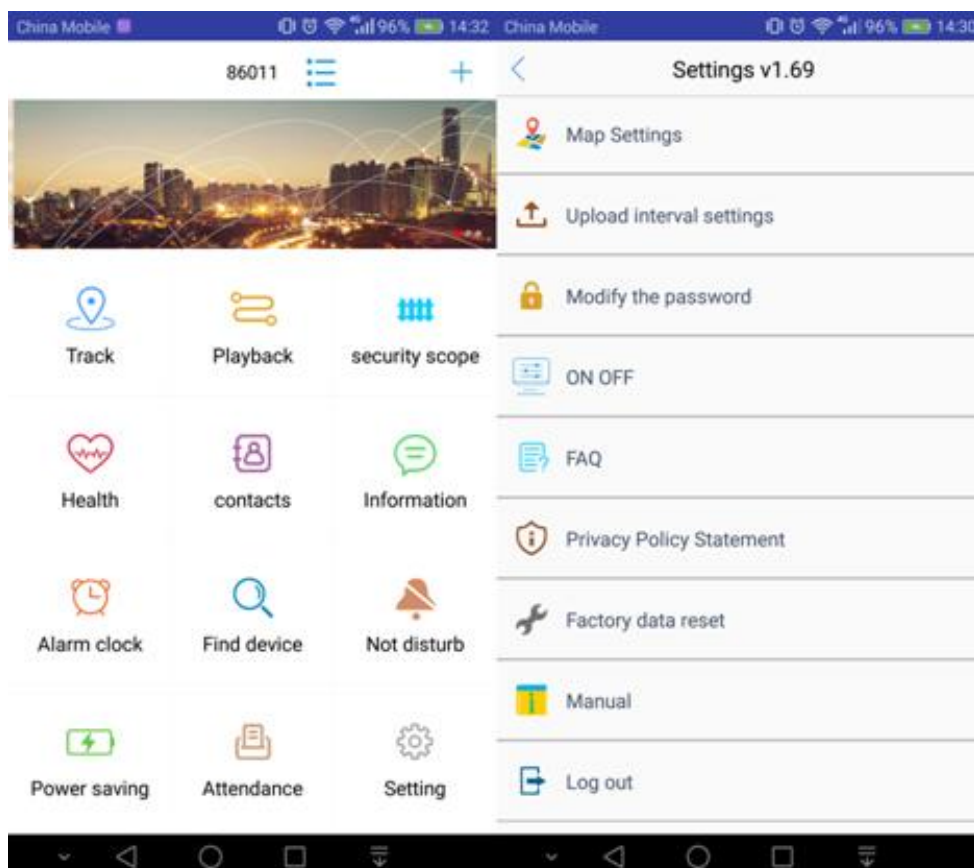 China Mobile 96% 14:32
86011
Track Playback security scope
Health contacts Information
Alarm clock Find device Not disturb
Power saving Attendance Setting
China Mobile 96% 14:30
Settings v1.69
Map Settings
Upload interval settings
Modify the password
ON OFF
FAQ
Privacy Policy Statement
Factory data reset
Manual
Log out